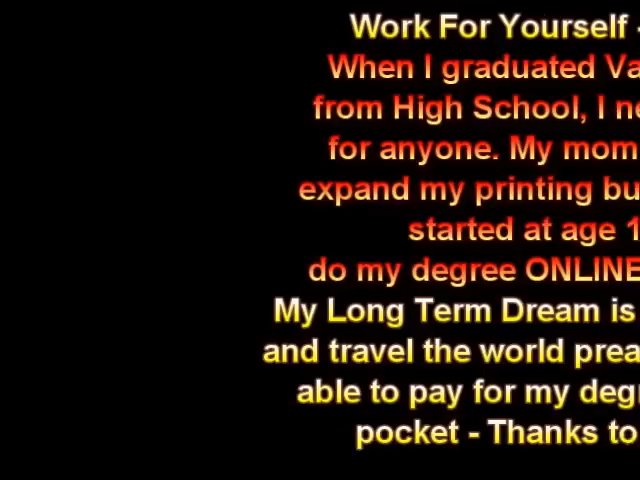 Work For Yourself -
When I graduated Va
from High School, I ne
for anyone. My mom
expand my printing bu
started at age 1
do my degree ONLINE
My Long Term Dream is
and travel the world prea
able to pay for my degr
pocket - Thanks to